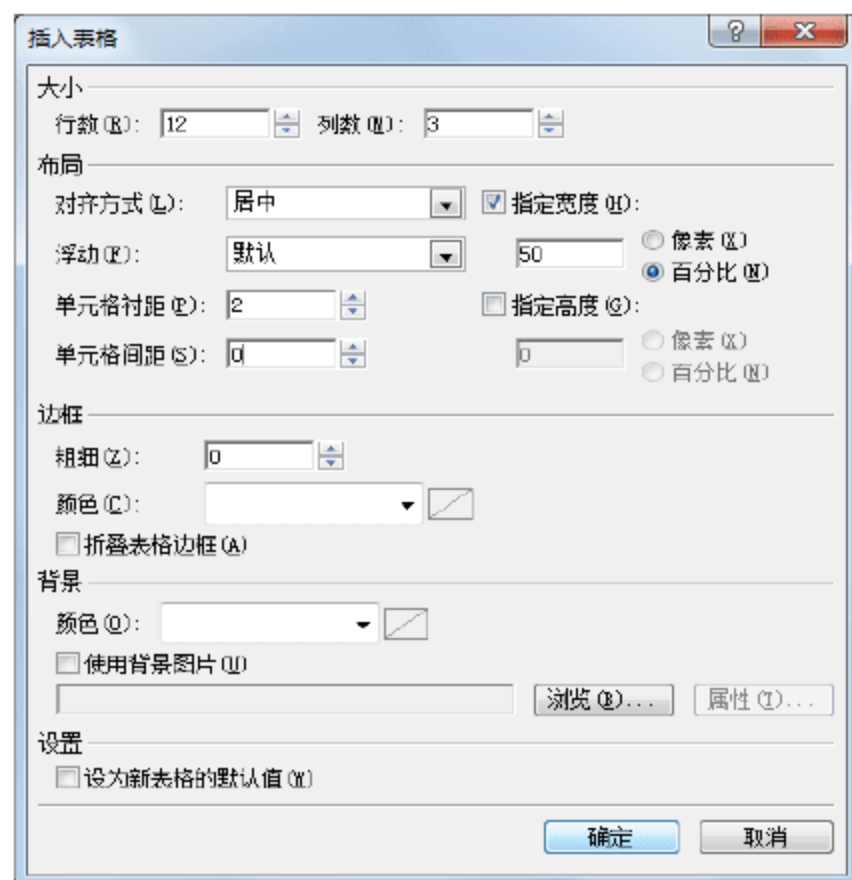 插入表格
大小
行数(R): 12 列数(M): 3
布局
对齐方式(L): 居中 指定宽度(H):
浮动(F): 默认 50 像素(X)
百分比(N)
单元格衬距(P): 2 指定高度(G):
单元格间距(S): 0 0 像素(X)
百分比(N)
边框
粗细(Z): 0
颜色(C):
折叠表格边框(A)
背景
颜色(O):
使用背景图片(U)
浏览(B)... 属性(T)...
设置
设为新表格的默认值(W)
确定 取消